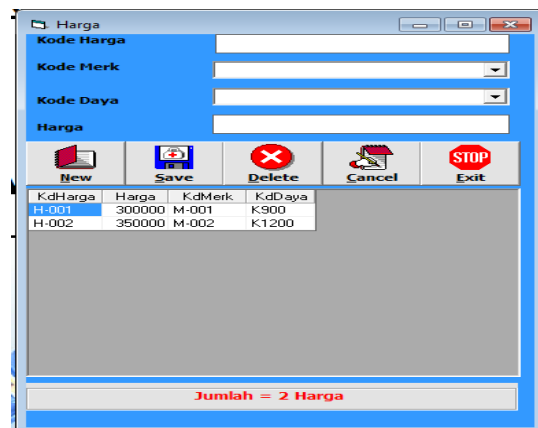 Harga
Kode Harga
Kode Merk
Kode Daya
Harga
STOP
New Save Delete Cancel Exit
KdHarga Harga KdMerk KdDaya
H-001 300000 M-001 K900
H-002 350000 M-002 K1200
Jumlah = 2 Harga